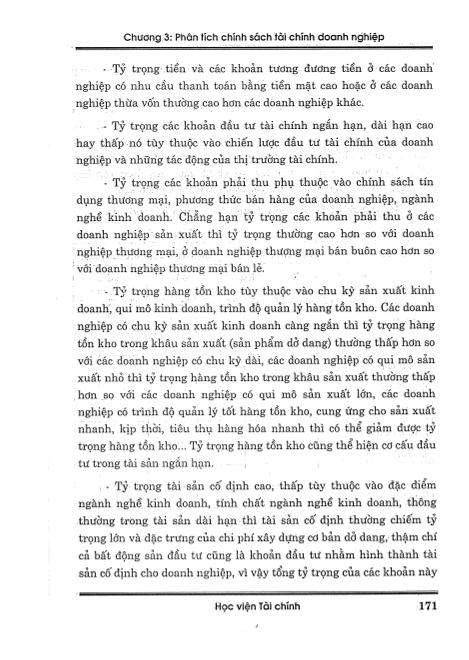 Chương 3: Phân tích chính sách tài chính doanh nghiệp
- Tỷ trọng tiền và các khoản tương đương tiền ở các doanh
nghiệp có nhu cầu thanh toán bằng tiền mặt cao hoặc ở các doanh
nghiệp thừa vốn thường cao hơn các doanh nghiệp khác.
- Tỷ trọng các khoản đầu tư tài chính ngắn hạn, dài hạn cao
hay thấp nó tùy thuộc vào chiến lược đầu tư tài chính của doanh
nghiệp và những tác động của thị trường tài chính.
- Tỷ trọng các khoản phải thu phụ thuộc vào chính sách tín
dụng thương mại, phương thức bán hàng của doanh nghiệp, ngành
nghề kinh doanh. Chẳng hạn tỷ trọng các khoản phải thu ở các
doanh nghiệp sản xuất thì tỷ trọng thường cao hơn so với doanh
nghiệp thương mại, ở doanh nghiệp thương mại bán buôn cao hơn so
với doanh nghiệp thương mại bán lẻ.
- Tỷ trọng hàng tồn kho tùy thuộc vào chu kỳ sản xuất kinh
doanh, qui mô kinh doanh, trình độ quản lý hàng tồn kho. Các doanh
nghiệp có chu kỳ sản xuất kinh doanh càng ngắn thì tỷ trọng hàng
tồn kho trong khâu sản xuất (sản phẩm dở dang) thường thấp hơn so
với các doanh nghiệp có chu kỳ dài, các doanh nghiệp có qui mô sản
xuất nhỏ thì tỷ trọng hàng tồn kho trong khâu sản xuất thường thấp
hơn so với các doanh nghiệp có qui mô sản xuất lớn, các doanh
nghiệp có trình độ quản lý tốt hàng tồn kho, cung ứng cho sản xuất
nhanh, kịp thời, tiêu thụ hàng hóa nhanh thì có thể giảm được tỷ
trọng hàng tồn kho... Tỷ trọng hàng tồn kho cũng thể hiện cơ cấu đầu
tư trong tài sản ngắn hạn.
- Tỷ trọng tài sản cố định cao, thấp tùy thuộc vào đặc điểm
ngành nghề kinh doanh, tính chất ngành nghề kinh doanh, thông
thường trong tài sản dài hạn thì tài sản cố định thường chiếm tỷ
trọng lớn và đặc trưng của chi phí xây dựng cơ bản dở dang, thậm chí
cả bất động sản đầu tư cũng là khoản đầu tư nhằm hình thành tài
sản cố định cho doanh nghiệp, vì vậy tổng tỷ trọng của các khoản này
Học viện Tài chính
171